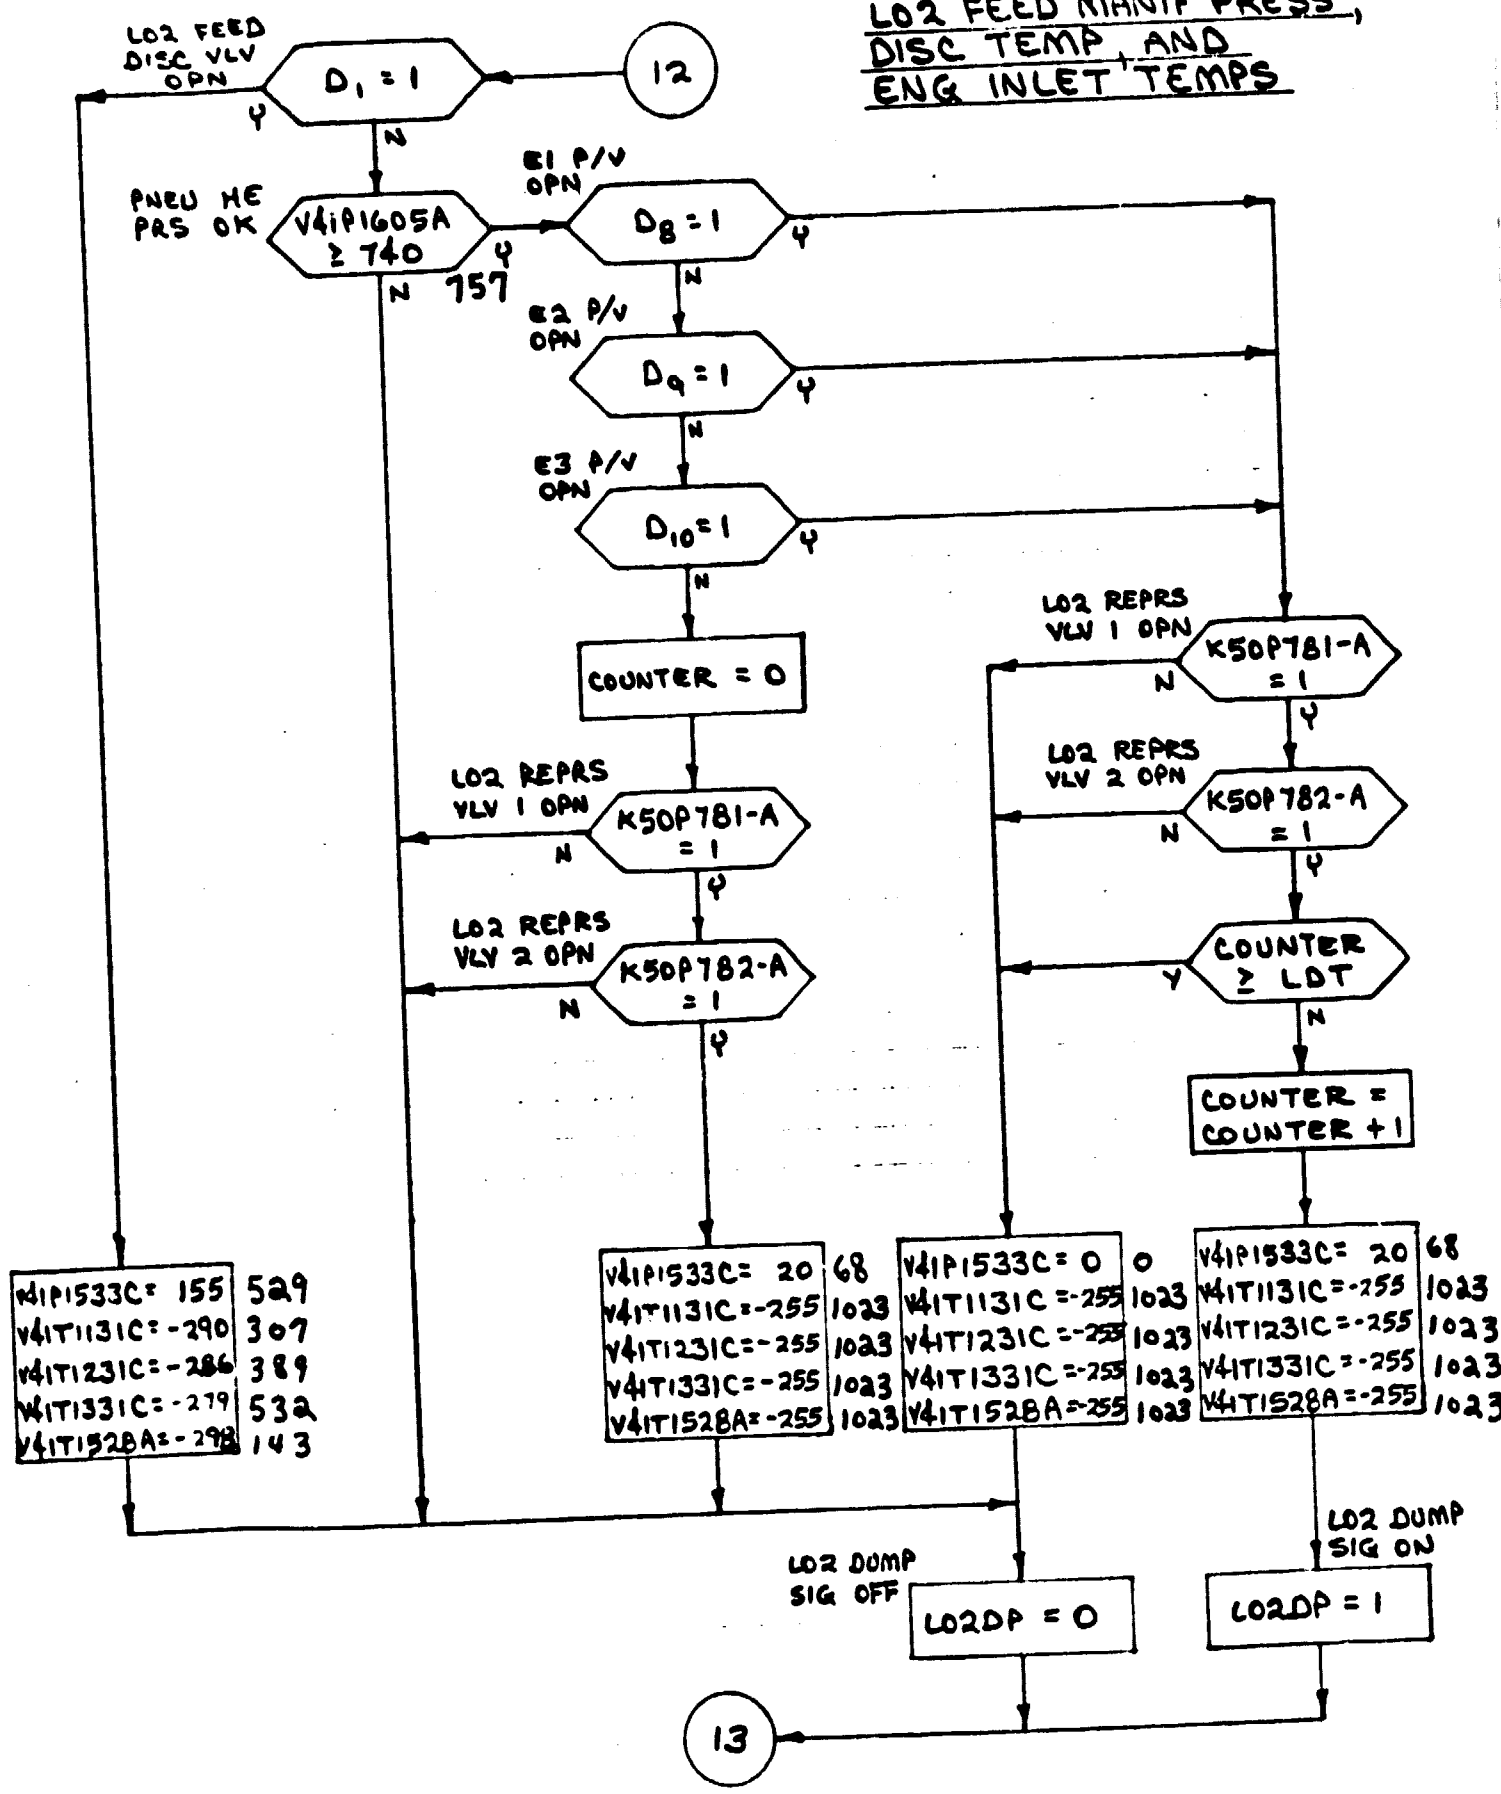 LO2 FEED MANIF PRESS,
DISC TEMP, AND
ENG INLET TEMPS
LO2 FEED
DISC VLV
OPN
D1 = 1
12
Y
N
PNEU HE
PRS OK
V41P1605A
≥ 740
Y
N
757
E1 P/V
OPN
D8 = 1
Y
N
E2 P/V
OPN
D9 = 1
Y
N
E3 P/V
OPN
D10 = 1
Y
N
COUNTER = 0
LO2 REPRS
VLV 1 OPN
K50P781-A
= 1
N
Y
LO2 REPRS
VLV 2 OPN
K50P782-A
= 1
N
Y
LO2 REPRS
VLV 1 OPN
K50P781-A
= 1
N
Y
LO2 REPRS
VLV 2 OPN
K50P782-A
= 1
N
Y
COUNTER
≥ LDT
Y
N
COUNTER =
COUNTER + 1
V41P1533C = 155 529
V41T1131C = -290 307
V41T1231C = -286 389
V41T1331C = -279 532
V41T1528A = -298 143
V41P1533C = 20 68
V41T1131C = -255 1023
V41T1231C = -255 1023
V41T1331C = -255 1023
V41T1528A = -255 1023
V41P1533C = 0 0
V41T1131C = -255 1023
V41T1231C = -255 1023
V41T1331C = -255 1023
V41T1528A = -255 1023
V41P1533C = 20 68
V41T1131C = -255 1023
V41T1231C = -255 1023
V41T1331C = -255 1023
V41T1528A = -255 1023
LO2 DUMP
SIG OFF
LO2DP = 0
LO2 DUMP
SIG ON
LO2DP = 1
13